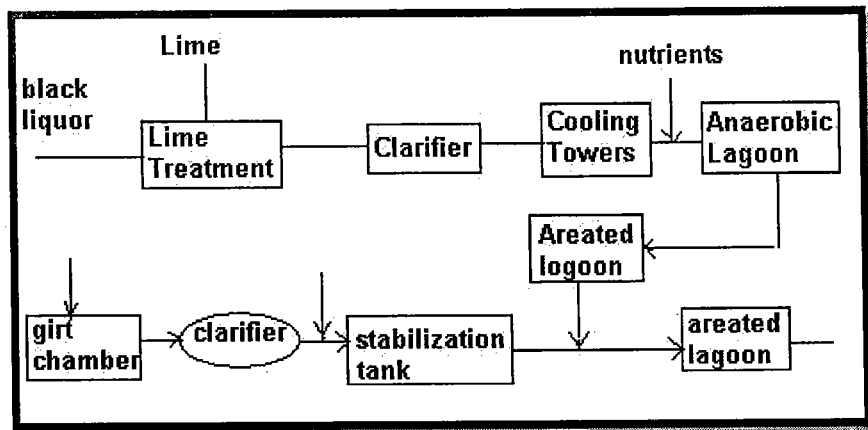 Lime
black
liquor
nutrients
Lime
Treatment
Clarifier
Cooling
Towers
Anaerobic
Lagoon
Areated
logoon
girt
chamber
clarifier
stabilization
tank
areated
lagoon